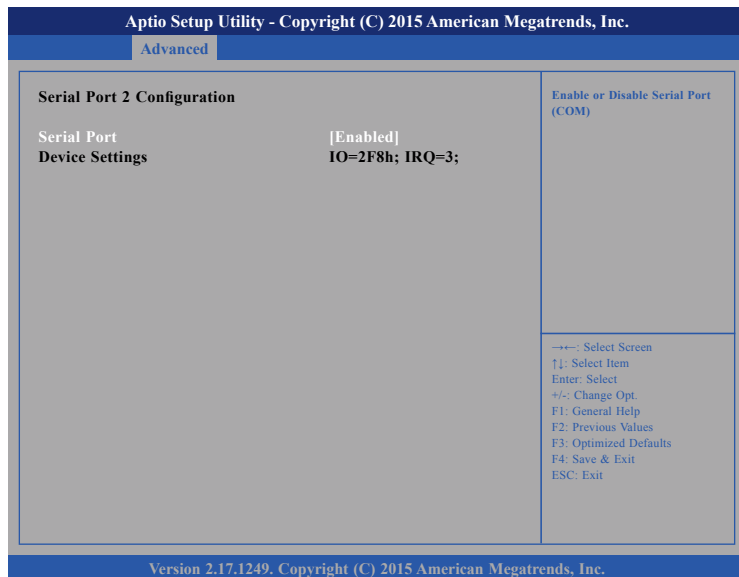 Aptio Setup Utility - Copyright (C) 2015 American Megatrends, Inc.
Advanced
Serial Port 2 Configuration
Serial Port [Enabled]
Device Settings IO=2F8h; IRQ=3;
Enable or Disable Serial Port
(COM)
→←: Select Screen
↑↓: Select Item
Enter: Select
+/-: Change Opt.
F1: General Help
F2: Previous Values
F3: Optimized Defaults
F4: Save & Exit
ESC: Exit
Version 2.17.1249. Copyright (C) 2015 American Megatrends, Inc.